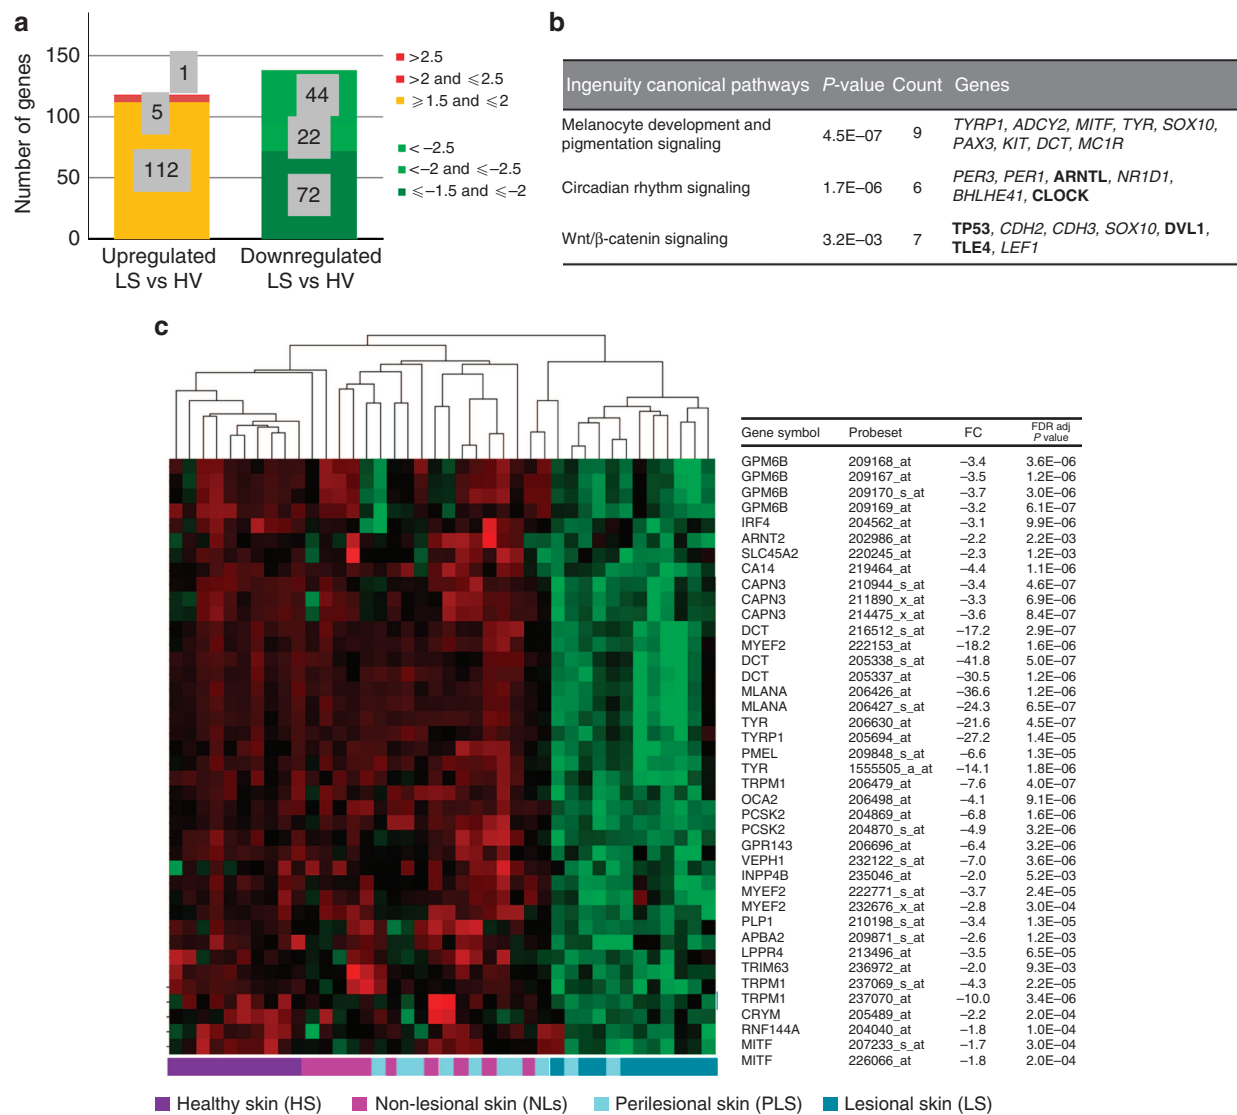 a
Number of genes
150
100
50
0
1
5
112
44
22
72
Upregulated
LS vs HV
Downregulated
LS vs HV
>2.5
>2 and ⩽2.5
⩾1.5 and ⩽2
< –2.5
<–2 and ⩽–2.5
⩽–1.5 and ⩽–2
b
Ingenuity canonical pathways P-value Count Genes
Melanocyte development and pigmentation signaling 4.5E–07 9 TYRP1, ADCY2, MITF, TYR, SOX10, PAX3, KIT, DCT, MC1R
Circadian rhythm signaling 1.7E–06 6 PER3, PER1, ARNTL, NR1D1, BHLHE41, CLOCK
Wnt/β-catenin signaling 3.2E–03 7 TP53, CDH2, CDH3, SOX10, DVL1, TLE4, LEF1
c
Gene symbol Probeset FC FDR adj P value
GPM6B 209168_at –3.4 3.6E–06
GPM6B 209167_at –3.5 1.2E–06
GPM6B 209170_s_at –3.7 3.0E–06
GPM6B 209169_at –3.2 6.1E–07
IRF4 204562_at –3.1 9.9E–06
ARNT2 202986_at –2.2 2.2E–03
SLC45A2 220245_at –2.3 1.2E–03
CA14 219464_at –4.4 1.1E–06
CAPN3 210944_s_at –3.4 4.6E–07
CAPN3 211890_x_at –3.3 6.9E–06
CAPN3 214475_x_at –3.6 8.4E–07
DCT 216512_s_at –17.2 2.9E–07
MYEF2 222153_at –18.2 1.6E–06
DCT 205338_s_at –41.8 5.0E–07
DCT 205337_at –30.5 1.2E–06
MLANA 206426_at –36.6 1.2E–06
MLANA 206427_s_at –24.3 6.5E–07
TYR 206630_at –21.6 4.5E–07
TYRP1 205694_at –27.2 1.4E–05
PMEL 209848_s_at –6.6 1.3E–05
TYR 1555505_a_at –14.1 1.8E–06
TRPM1 206479_at –7.6 4.0E–07
OCA2 206498_at –4.1 9.1E–06
PCSK2 204869_at –6.8 1.6E–06
PCSK2 204870_s_at –4.9 3.2E–06
GPR143 206696_at –6.4 3.2E–06
VEPH1 232122_s_at –7.0 3.6E–06
INPP4B 235046_at –2.0 5.2E–03
MYEF2 222771_s_at –3.7 2.4E–05
MYEF2 232676_x_at –2.8 3.0E–04
PLP1 210198_s_at –3.4 1.3E–05
APBA2 209871_s_at –2.6 1.2E–03
LPPR4 213496_at –3.5 6.5E–05
TRIM63 236972_at –2.0 9.3E–03
TRPM1 237069_s_at –4.3 2.2E–05
TRPM1 237070_at –10.0 3.4E–06
CRYM 205489_at –2.2 2.0E–04
RNF144A 204040_at –1.8 1.0E–04
MITF 207233_s_at –1.7 3.0E–04
MITF 226066_at –1.8 2.0E–04
Healthy skin (HS) Non-lesional skin (NLs) Perilesional skin (PLS) Lesional skin (LS)